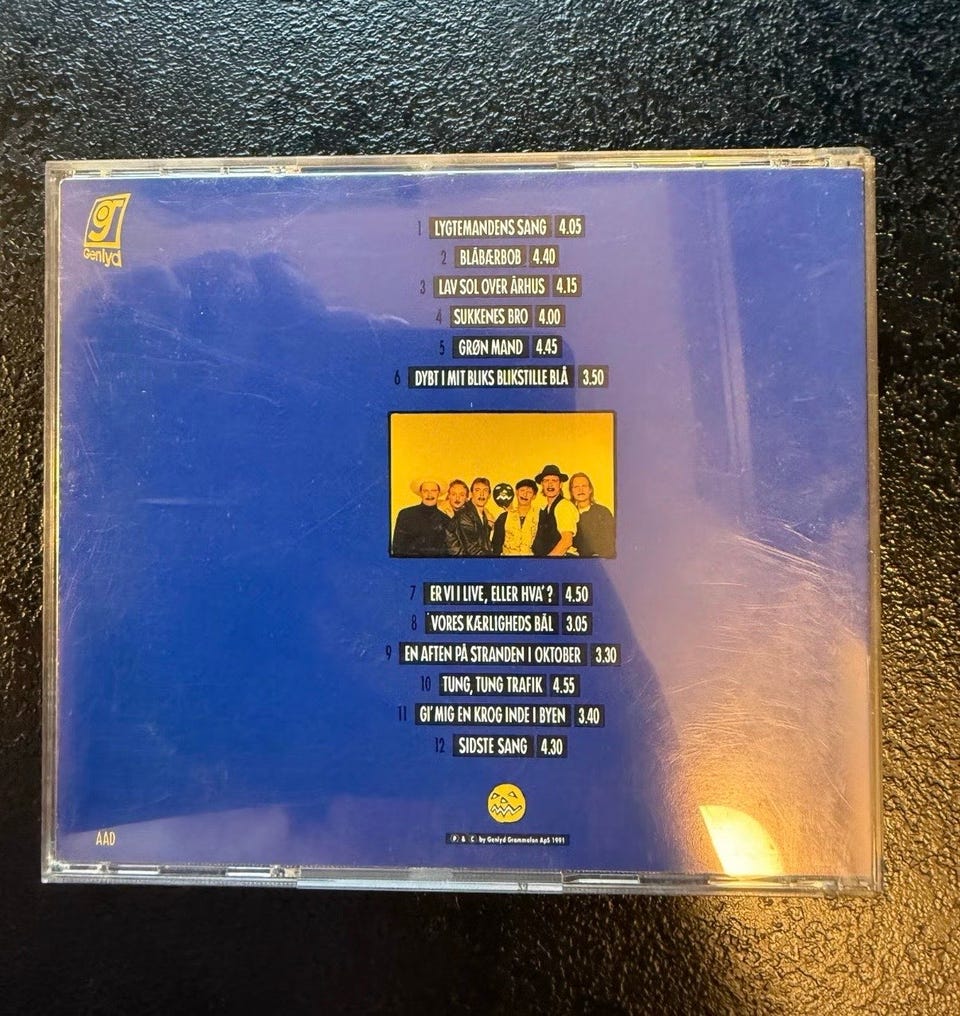 g
Genlyd
1 LYGTEMANDENS SANG 4.05
2 BLÅBÆRBOB 4.40
3 LAV SOL OVER ÅRHUS 4.15
4 SUKKENES BRO 4.00
5 GRØN MAND 4.45
6 DYBT I MIT BLIKS BLIKSTILLE BLÅ 3.50
7 ER VI I LIVE, ELLER HVA'? 4.50
8 VORES KÆRLIGHEDS BÅL 3.05
9 EN AFTEN PÅ STRANDEN I OKTOBER 3.30
10 TUNG, TUNG TRAFIK 4.55
11 GI' MIG EN KROG INDE I BYEN 3.40
12 SIDSTE SANG 4.30
AAD
℗ & © by Genlyd Grammofon ApS 1991